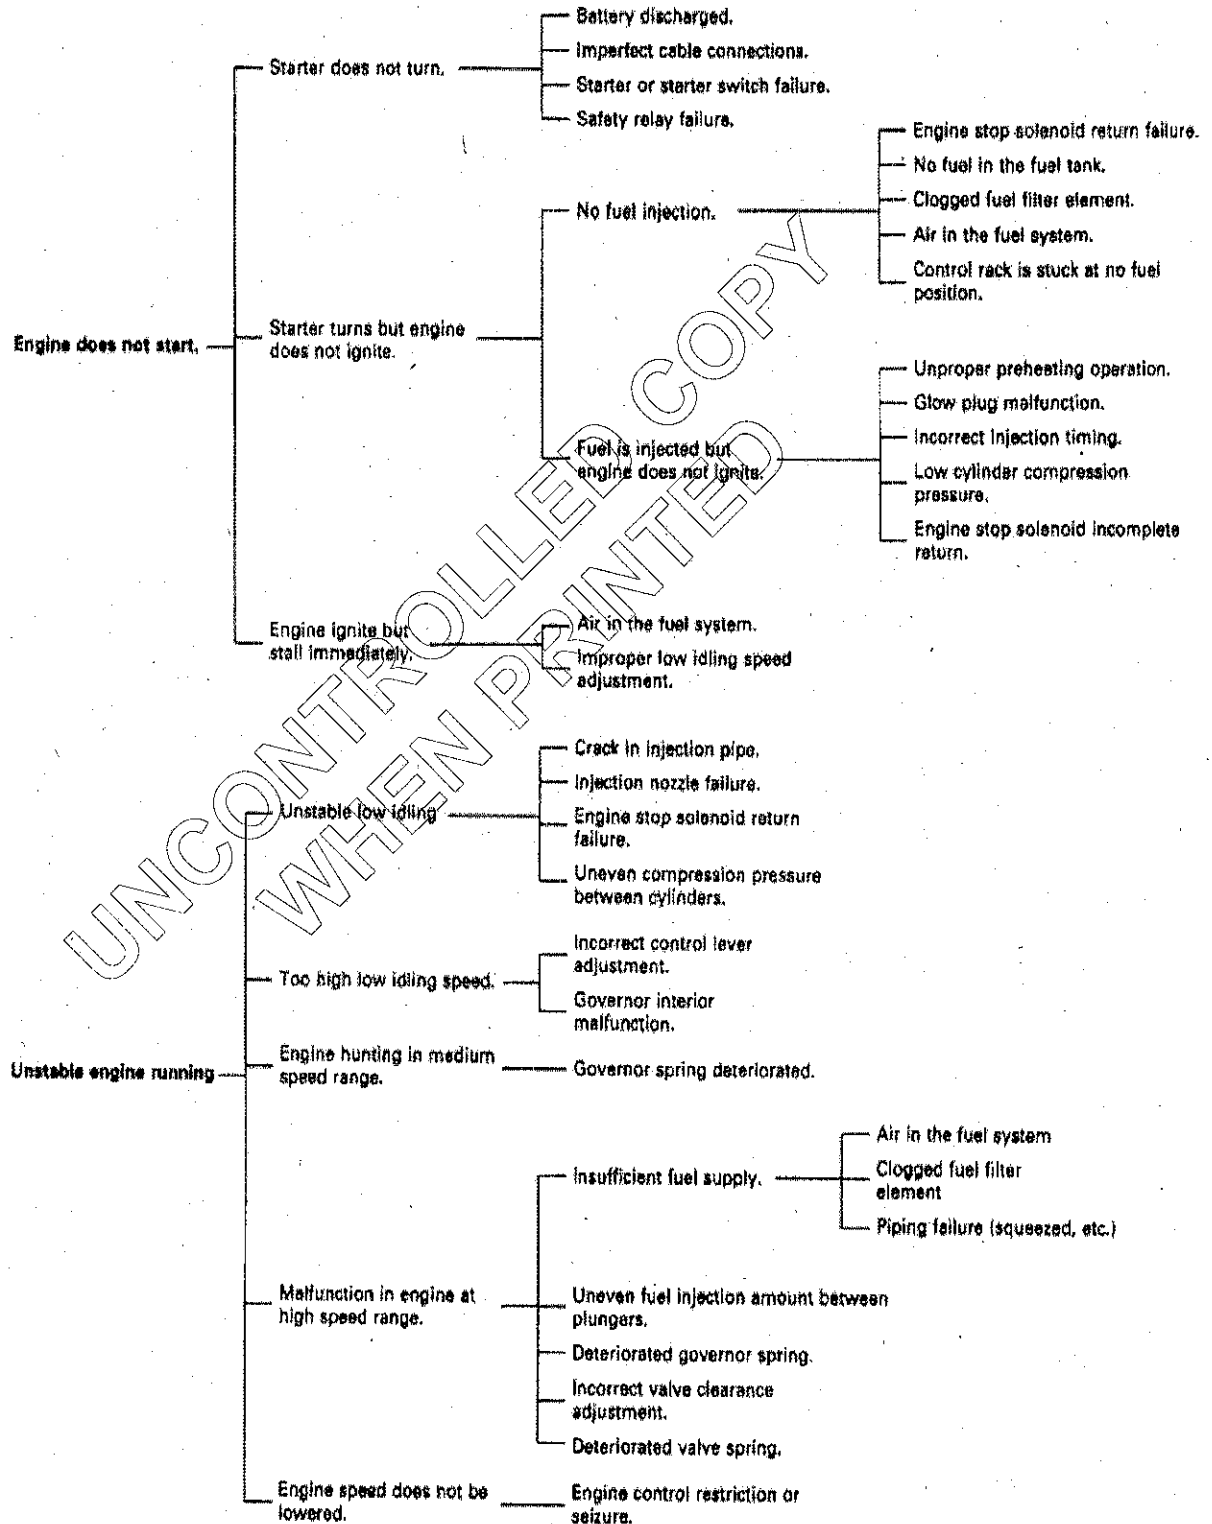 Battery discharged.
Imperfect cable connections.
Starter does not turn.
Starter or starter switch failure.
Safety relay failure.
Engine stop solenoid return failure.
No fuel in the fuel tank.
No fuel injection.
Clogged fuel filter element.
Air in the fuel system.
Control rack is stuck at no fuel
position.
Engine does not start.
Starter turns but engine
does not ignite.
Unproper preheating operation.
Glow plug malfunction.
Incorrect injection timing.
Fuel is injected but
engine does not ignite.
Low cylinder compression
pressure.
Engine stop solenoid incomplete
return.
Engine ignite but
stall immediately.
Air in the fuel system.
Improper low idling speed
adjustment.
UNCONTROLLED COPY
WHEN PRINTED
Crack in injection pipe.
Injection nozzle failure.
Unstable low idling
Engine stop solenoid return
failure.
Uneven compression pressure
between cylinders.
Incorrect control lever
adjustment.
Too high low idling speed.
Governor interior
malfunction.
Unstable engine running
Engine hunting in medium
speed range.
Governor spring deteriorated.
Air in the fuel system
Insufficient fuel supply.
Clogged fuel filter
element
Piping failure (squeezed, etc.)
Malfunction in engine at
high speed range.
Uneven fuel injection amount between
plungers.
Deteriorated governor spring.
Incorrect valve clearance
adjustment.
Deteriorated valve spring.
Engine speed does not be
lowered.
Engine control restriction or
seizure.